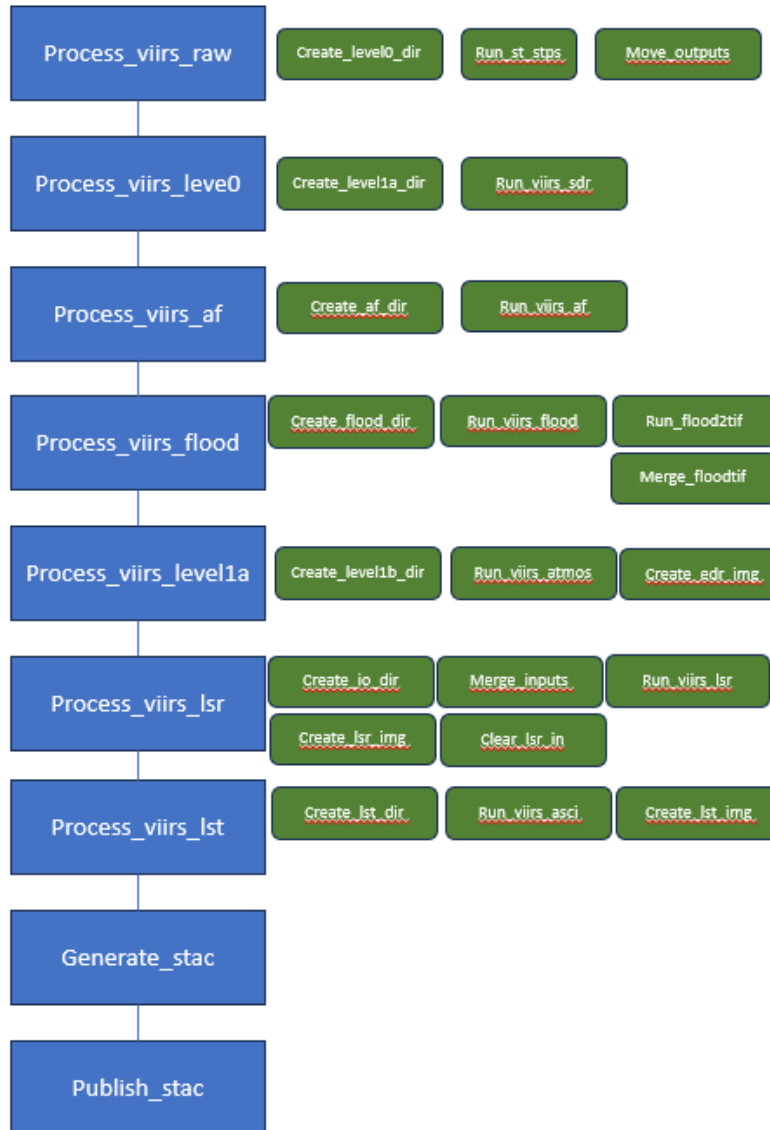 Process_viirs_raw
Create_level0_dir
Run_st_stps
Move_outputs
Process_viirs_leve0
Create_level1a_dir
Run_viirs_sdr
Process_viirs_af
Create_af_dir
Run_viirs_af
Process_viirs_flood
Create_flood_dir
Run_viirs_flood
Run_flood2tif
Merge_floodtif
Process_viirs_level1a
Create_level1b_dir
Run_viirs_atmos
Create_edr_img
Process_viirs_lsr
Create_io_dir
Merge_inputs
Run_viirs_lsr
Create_lsr_img
Clear_lsr_in
Process_viirs_lst
Create_lst_dir
Run_viirs_asci
Create_lst_img
Generate_stac
Publish_stac